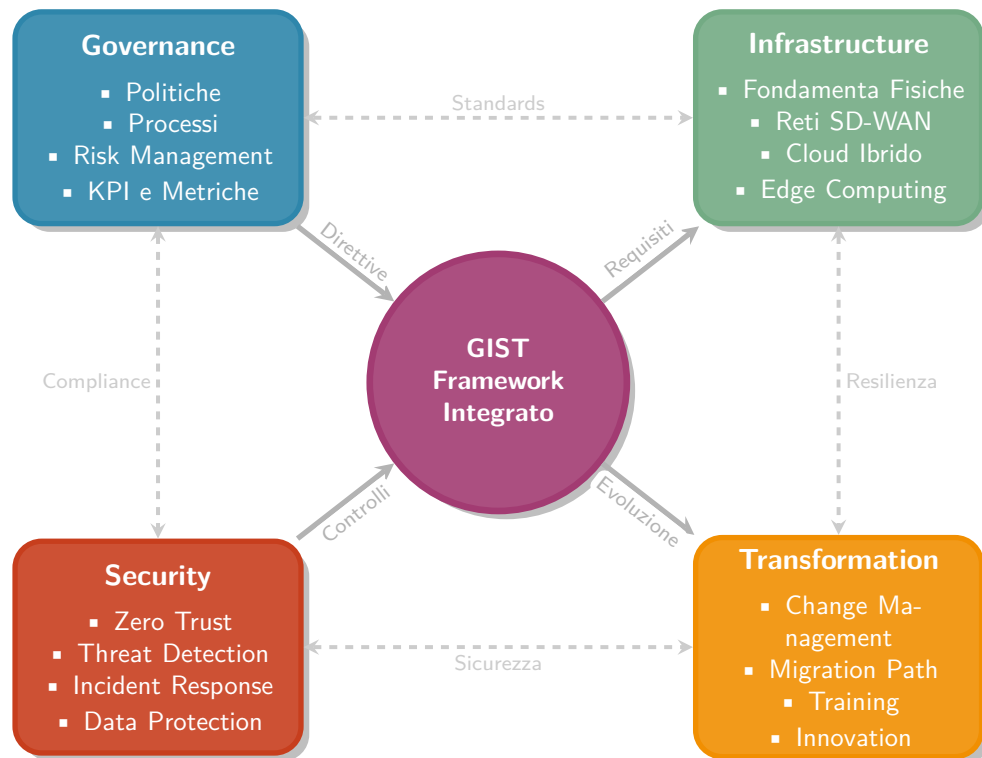 Governance
▪ Politiche
▪ Processi
▪ Risk Management
▪ KPI e Metriche
Standards
Infrastructure
▪ Fondamenta Fisiche
▪ Reti SD-WAN
▪ Cloud Ibrido
▪ Edge Computing
Direttive
Requisiti
Compliance
GIST
Framework
Integrato
Resilienza
Controlli
Evoluzione
Security
▪ Zero Trust
▪ Threat Detection
▪ Incident Response
▪ Data Protection
Sicurezza
Transformation
▪ Change Ma-
nagement
▪ Migration Path
▪ Training
▪ Innovation